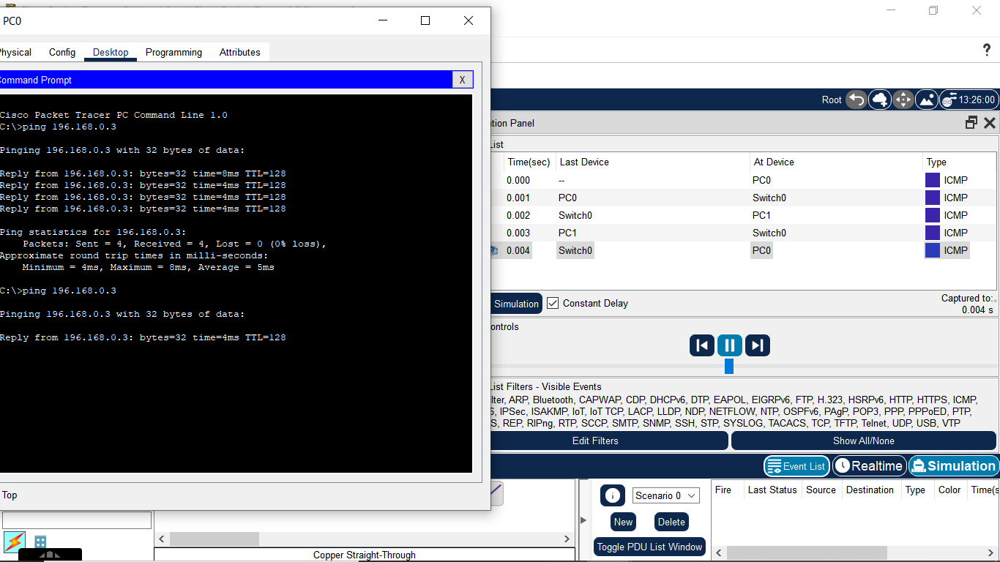 PC0
Physical Config Desktop Programming Attributes
Command Prompt
X
Cisco Packet Tracer PC Command Line 1.0
C:\>ping 196.168.0.3
Pinging 196.168.0.3 with 32 bytes of data:
Reply from 196.168.0.3: bytes=32 time=8ms TTL=128
Reply from 196.168.0.3: bytes=32 time=4ms TTL=128
Reply from 196.168.0.3: bytes=32 time=4ms TTL=128
Reply from 196.168.0.3: bytes=32 time=4ms TTL=128
Ping statistics for 196.168.0.3:
Packets: Sent = 4, Received = 4, Lost = 0 (0% loss),
Approximate round trip times in milli-seconds:
Minimum = 4ms, Maximum = 8ms, Average = 5ms
C:\>ping 196.168.0.3
Pinging 196.168.0.3 with 32 bytes of data:
Reply from 196.168.0.3: bytes=32 time=4ms TTL=128
Top
?
Root 13:26:00
tion Panel
List
Time(sec) Last Device At Device Type
0.000 -- PC0 ICMP
0.001 PC0 Switch0 ICMP
0.002 Switch0 PC1 ICMP
0.003 PC1 Switch0 ICMP
0.004 Switch0 PC0 ICMP
Simulation Constant Delay Captured to:
0.004 s
ontrols
List Filters - Visible Events
lter, ARP, Bluetooth, CAPWAP, CDP, DHCPv6, DTP, EAPOL, EIGRPv6, FTP, H.323, HSRPv6, HTTP, HTTPS, ICMP,
6, IPSec, ISAKMP, IoT, IoT TCP, LACP, LLDP, NDP, NETFLOW, NTP, OSPFv6, PAgP, POP3, PPP, PPPoED, PTP,
S, REP, RIPng, RTP, SCCP, SMTP, SNMP, SSH, STP, SYSLOG, TACACS, TCP, TFTP, Telnet, UDP, USB, VTP
Edit Filters Show All/None
Event List Realtime Simulation
Scenario 0
New Delete
Toggle PDU List Window
Fire Last Status Source Destination Type Color Time(s
Copper Straight-Through